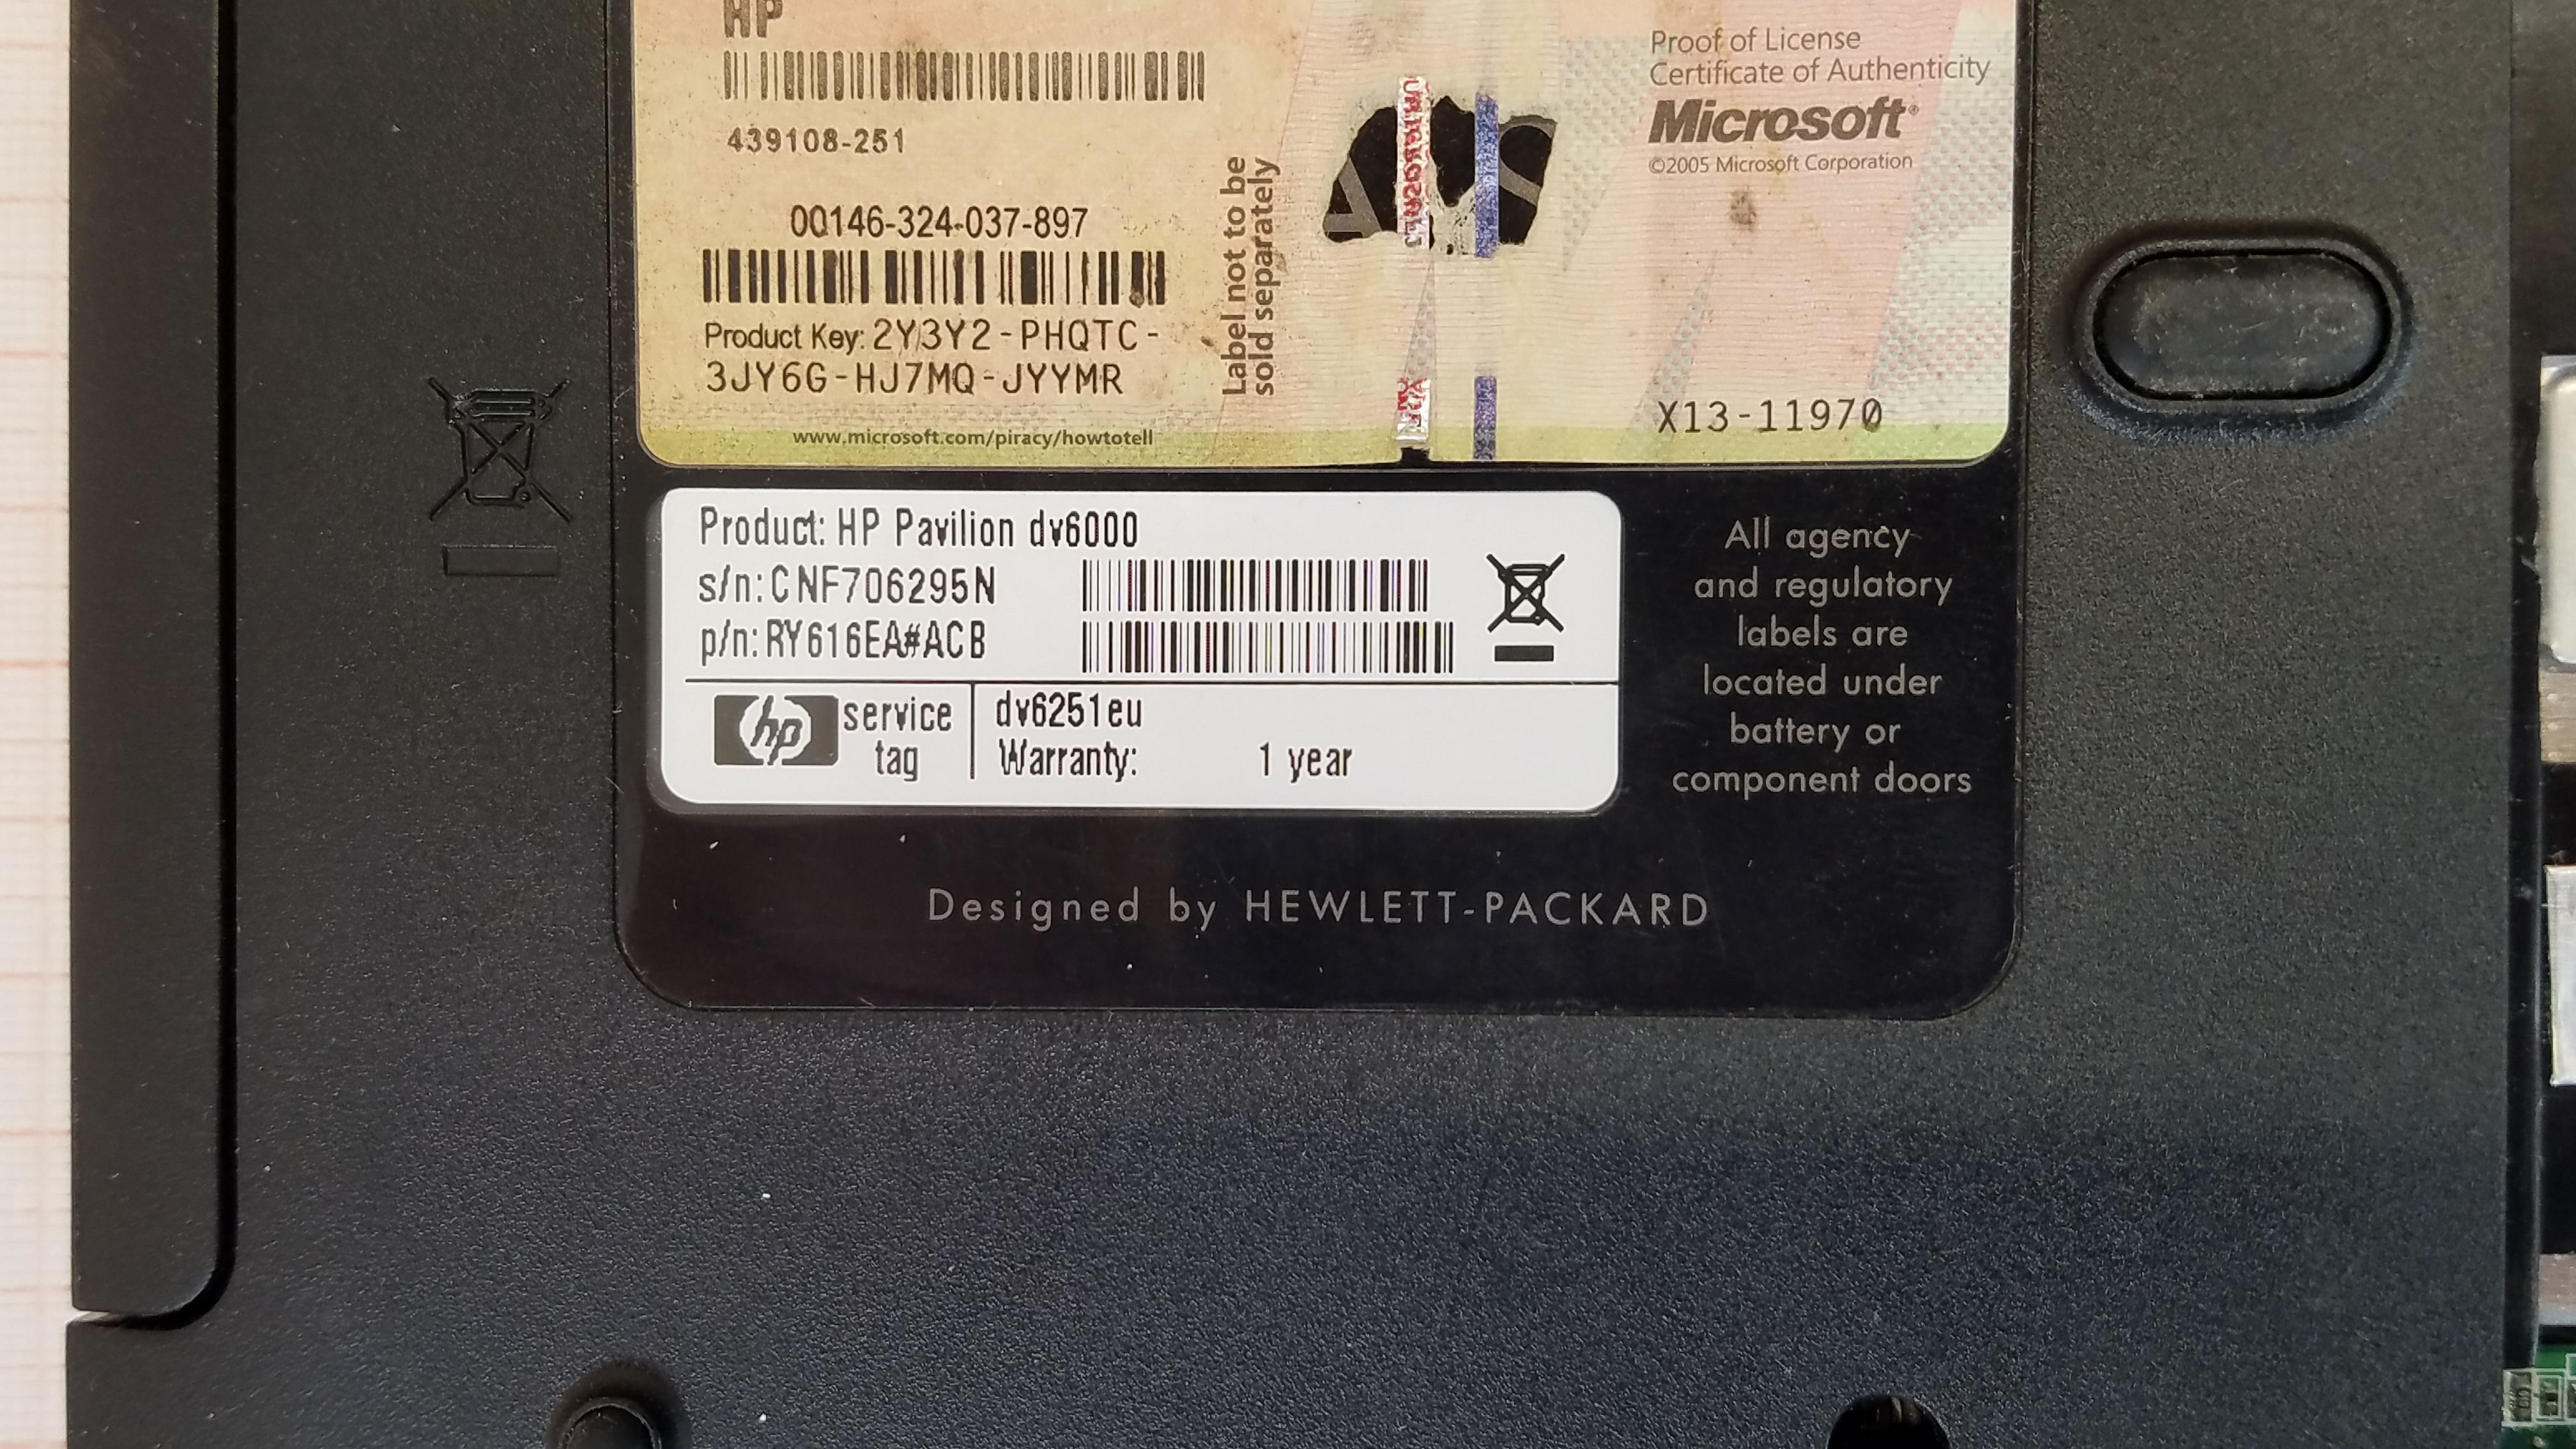 HP
439108-251
00146-324-037-897
Product Key: 2Y3Y2-PHQTC-
3JY6G-HJ7MQ-JYYMR
www.microsoft.com/piracy/howtotell
Label not to be
sold separately
Proof of License
Certificate of Authenticity
Microsoft®
©2005 Microsoft Corporation
X13-11970
Product: HP Pavilion dv6000
s/n: CNF706295N
p/n: RY616EA#ACB
hp
service
tag
dv6251eu
Warranty: 1 year
All agency
and regulatory
labels are
located under
battery or
component doors
Designed by HEWLETT-PACKARD